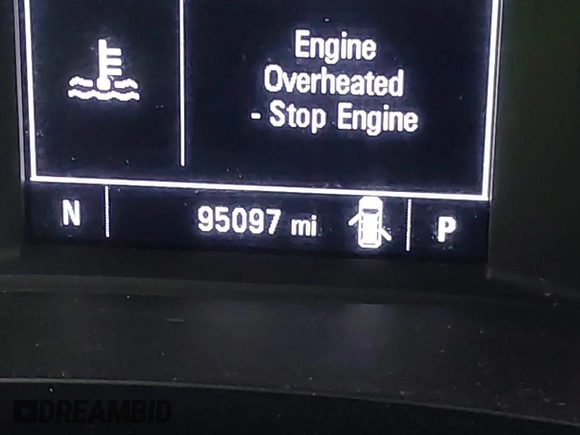 Engine
Overheated
- Stop Engine
N 95097 mi P
DREAMBID